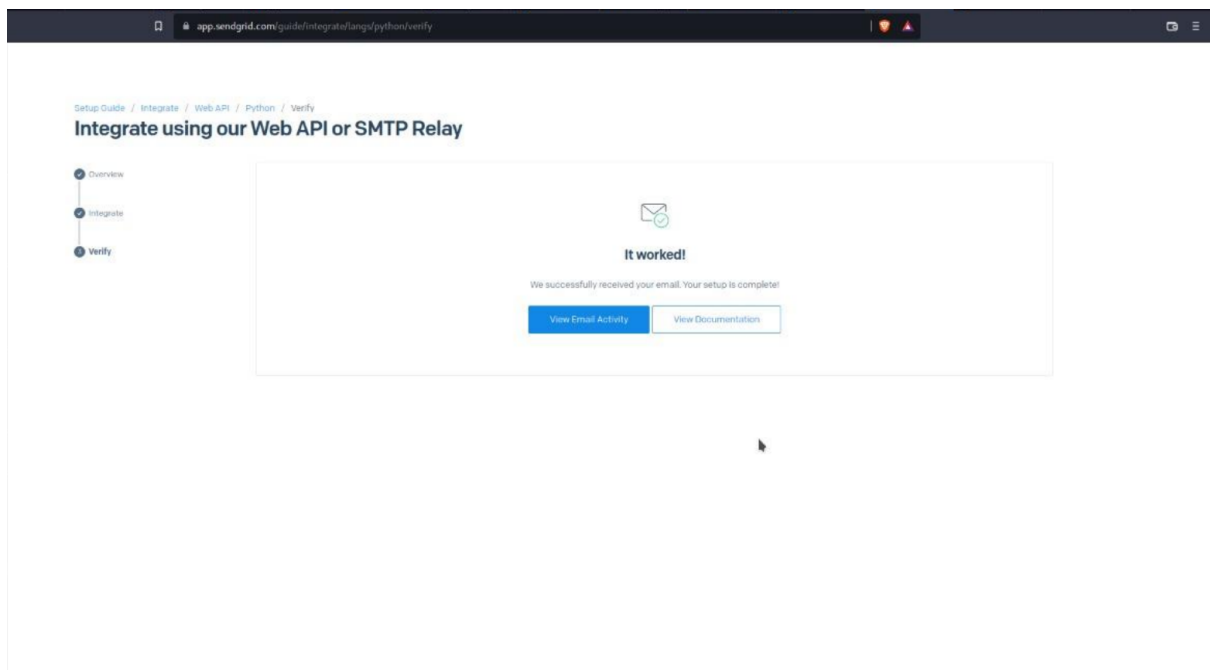 app.sendgrid.com/guide/integrate/langs/python/verify
Setup Guide / Integrate / Web API / Python / Verify
Integrate using our Web API or SMTP Relay
Overview
Integrate
3 Verify
It worked!
We successfully received your email. Your setup is complete!
View Email Activity
View Documentation